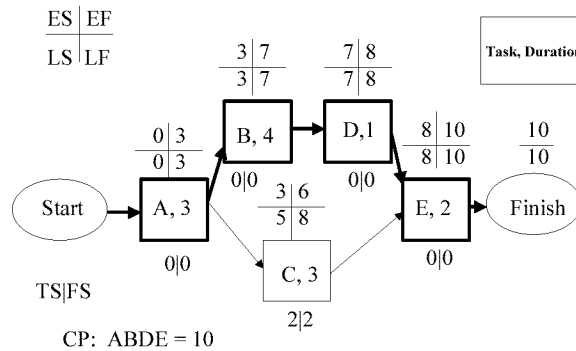 ES EF
LS LF
Task, Duration
3 7
3 7
7 8
7 8
0 3
0 3
B, 4
D,1
8 10
8 10
10
10
0|0
0|0
3 6
5 8
Start
A, 3
E, 2
Finish
0|0
C, 3
0|0
TS|FS
2|2
CP: ABDE = 10